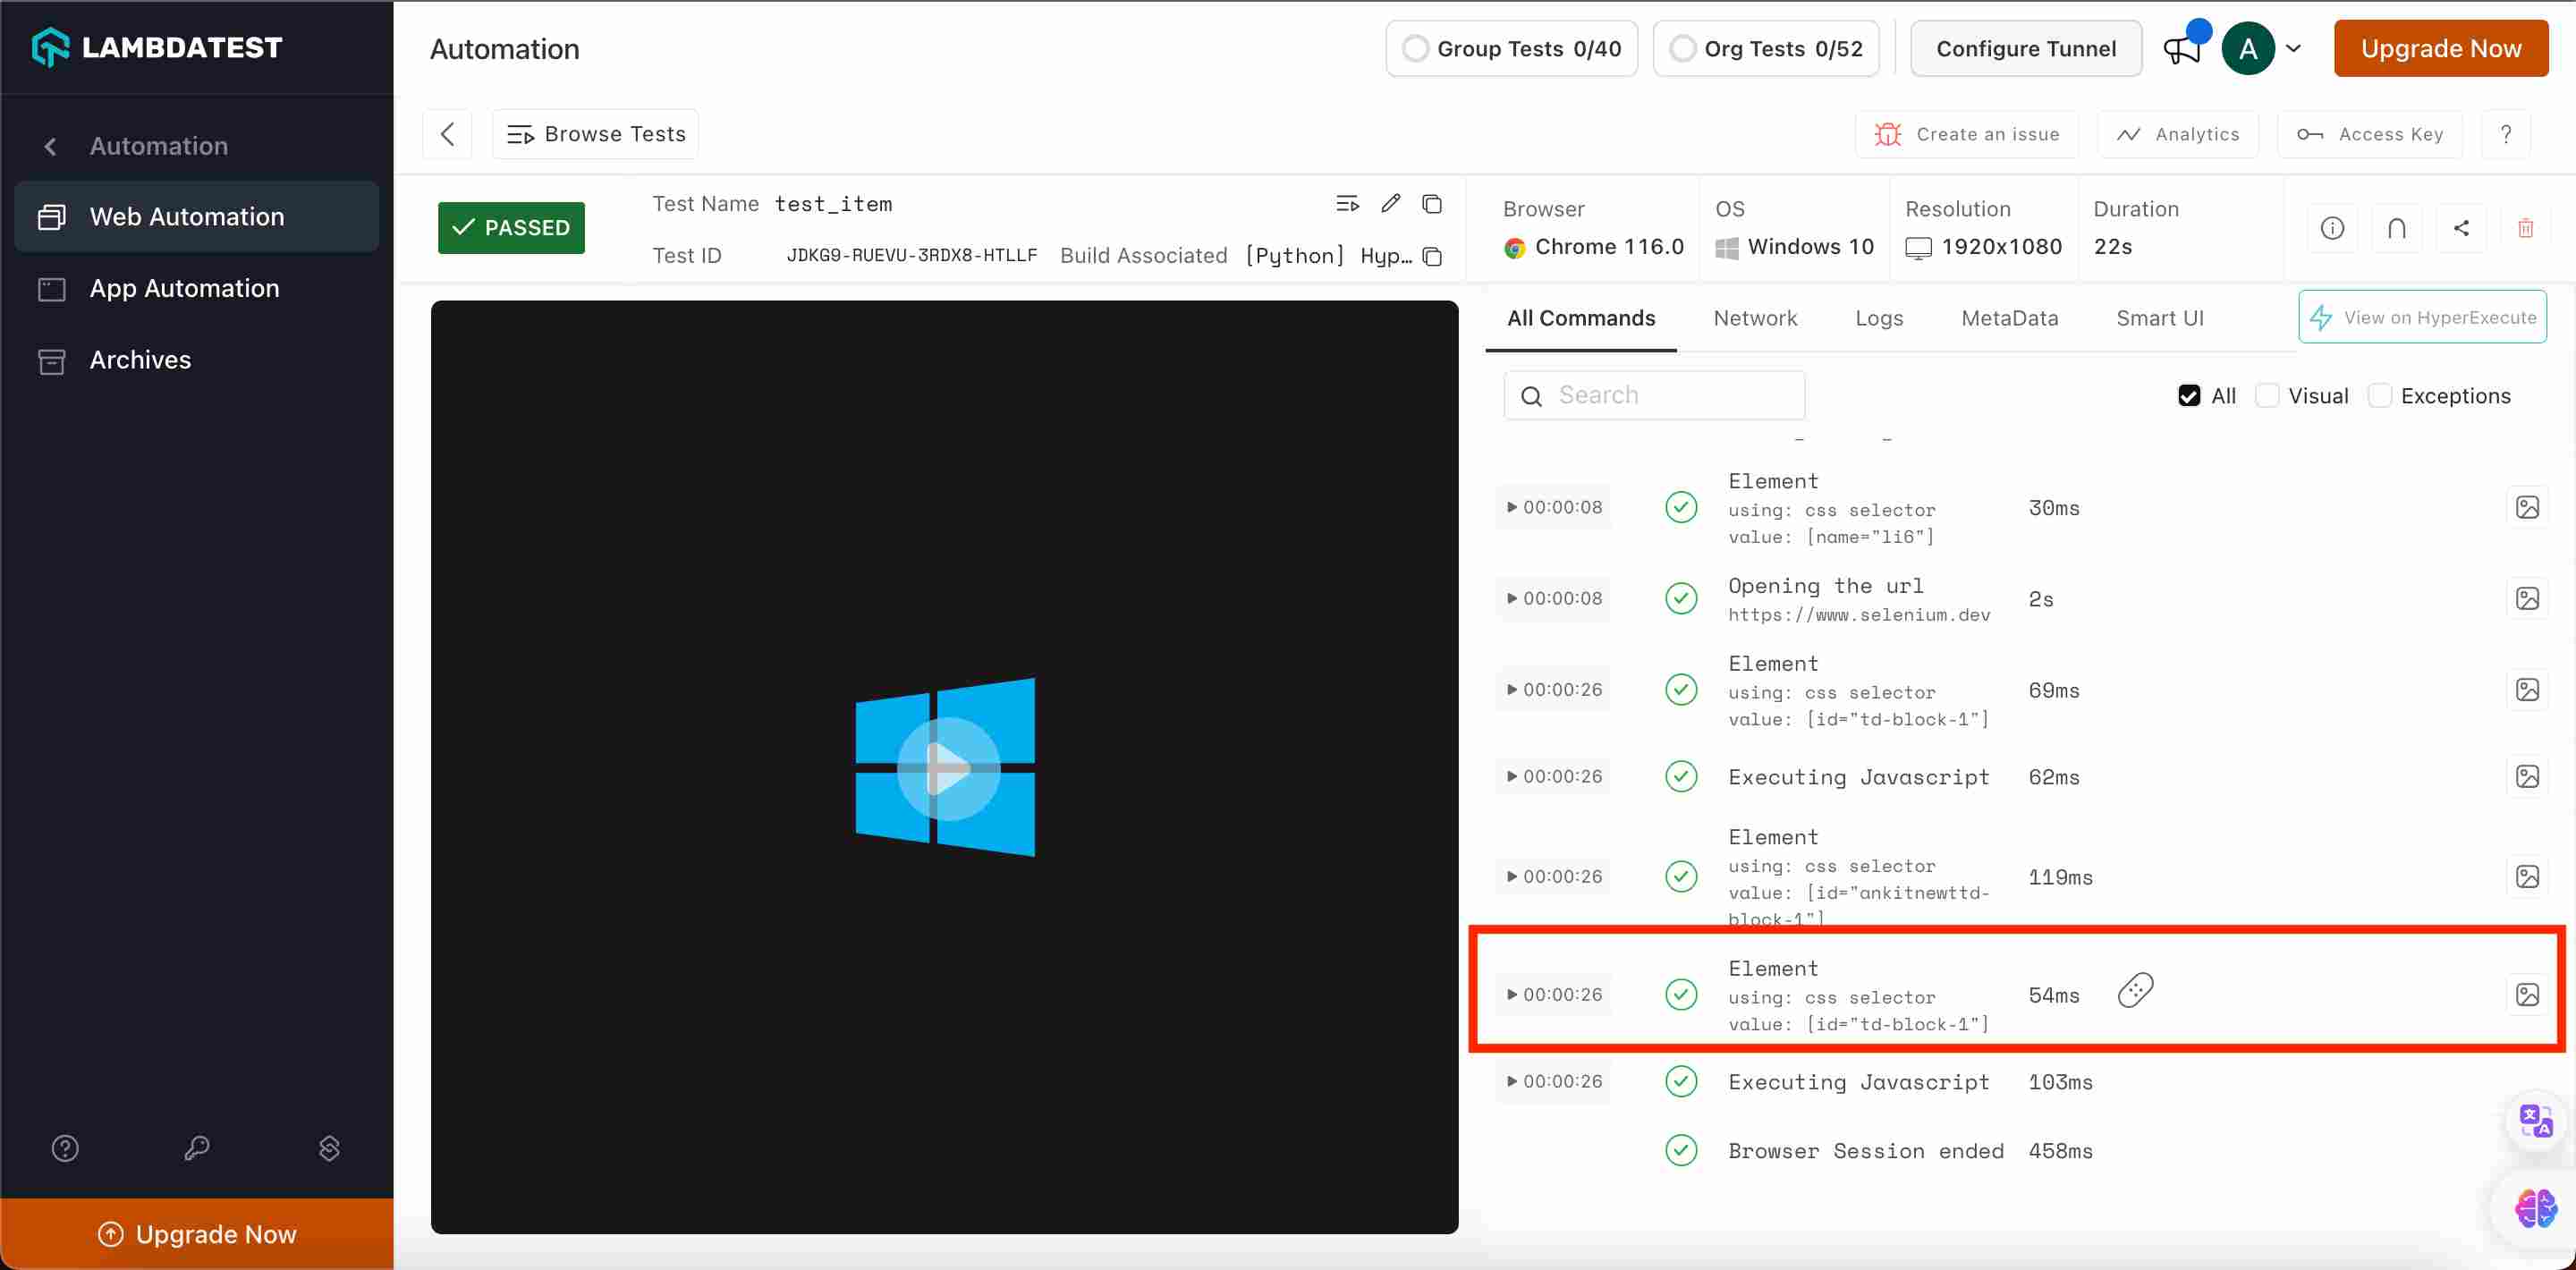 LAMBDATEST
Automation
Web Automation
App Automation
Archives
Upgrade Now
Automation
Group Tests 0/40
Org Tests 0/52
Configure Tunnel
A
Upgrade Now
Browse Tests
Create an issue
Analytics
Access Key
?
PASSED
Test Name test_item
Test ID JDKG9-RUEVU-3RDX8-HTLLF Build Associated [Python] Hyp...
Browser
Chrome 116.0
OS
Windows 10
Resolution
1920x1080
Duration
22s
All Commands
Network
Logs
MetaData
Smart UI
View on HyperExecute
Search
All
Visual
Exceptions
00:00:08
Element
using: css selector
value: [name="li6"]
30ms
00:00:08
Opening the url
https://www.selenium.dev
2s
00:00:26
Element
using: css selector
value: [id="td-block-1"]
69ms
00:00:26
Executing Javascript
62ms
00:00:26
Element
using: css selector
value: [id="ankitnewttd-
block-1"]
119ms
00:00:26
Element
using: css selector
value: [id="td-block-1"]
54ms
00:00:26
Executing Javascript
103ms
Browser Session ended
458ms